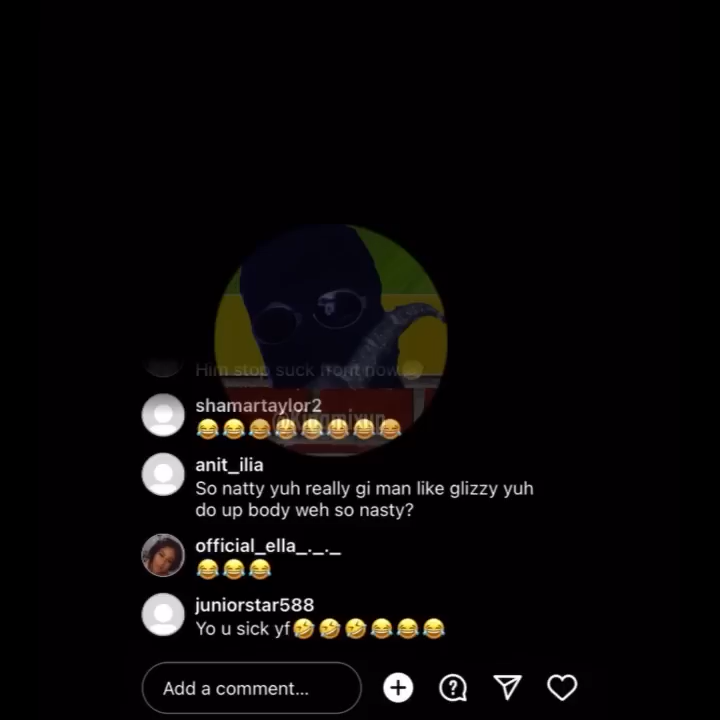 Him stop suck front now
shamartaylor2
😂😂😂😂😂😂😂😂
anit_ilia
So natty yuh really gi man like glizzy yuh
do up body weh so nasty?
official_ella_._._
😂😂😂
juniorstar588
Yo u sick yf🤣🤣🤣😂😂😂
Add a comment...